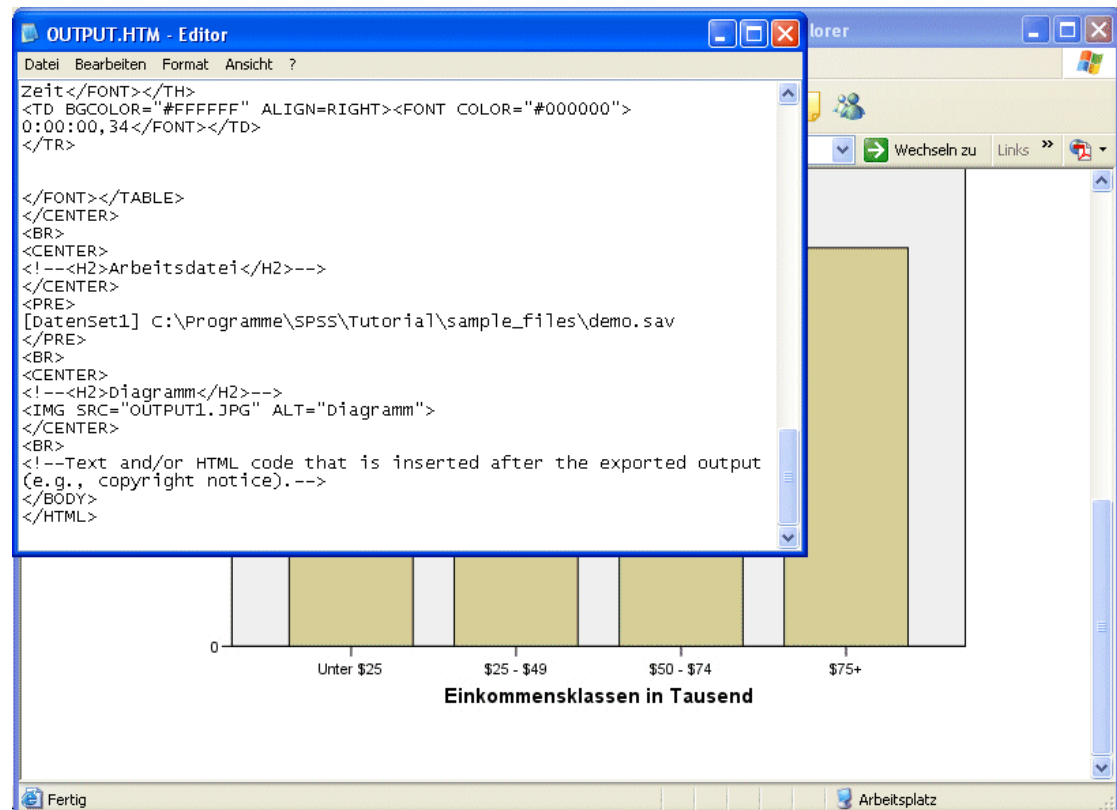 OUTPUT.HTM - Editor
lorer
Datei Bearbeiten Format Ansicht ?
Zeit</FONT></TH>
<TD BGCOLOR="#FFFFFF" ALIGN=RIGHT><FONT COLOR="#000000">
0:00:00,34</FONT></TD>
</TR>
</FONT></TABLE>
</CENTER>
<BR>
<CENTER>
<!--<H2>Arbeitsdatei</H2>-->
</CENTER>
<PRE>
[DatenSet1] C:\Programme\SPSS\Tutorial\sample_files\demo.sav
</PRE>
<BR>
<CENTER>
<!--<H2>Diagramm</H2>-->
<IMG SRC="OUTPUT1.JPG" ALT="Diagramm">
</CENTER>
<BR>
<!--Text and/or HTML code that is inserted after the exported output
(e.g., copyright notice).-->
</BODY>
</HTML>
Wechseln zu Links »
0
Unter $25 $25 - $49 $50 - $74 $75+
Einkommensklassen in Tausend
Fertig Arbeitsplatz